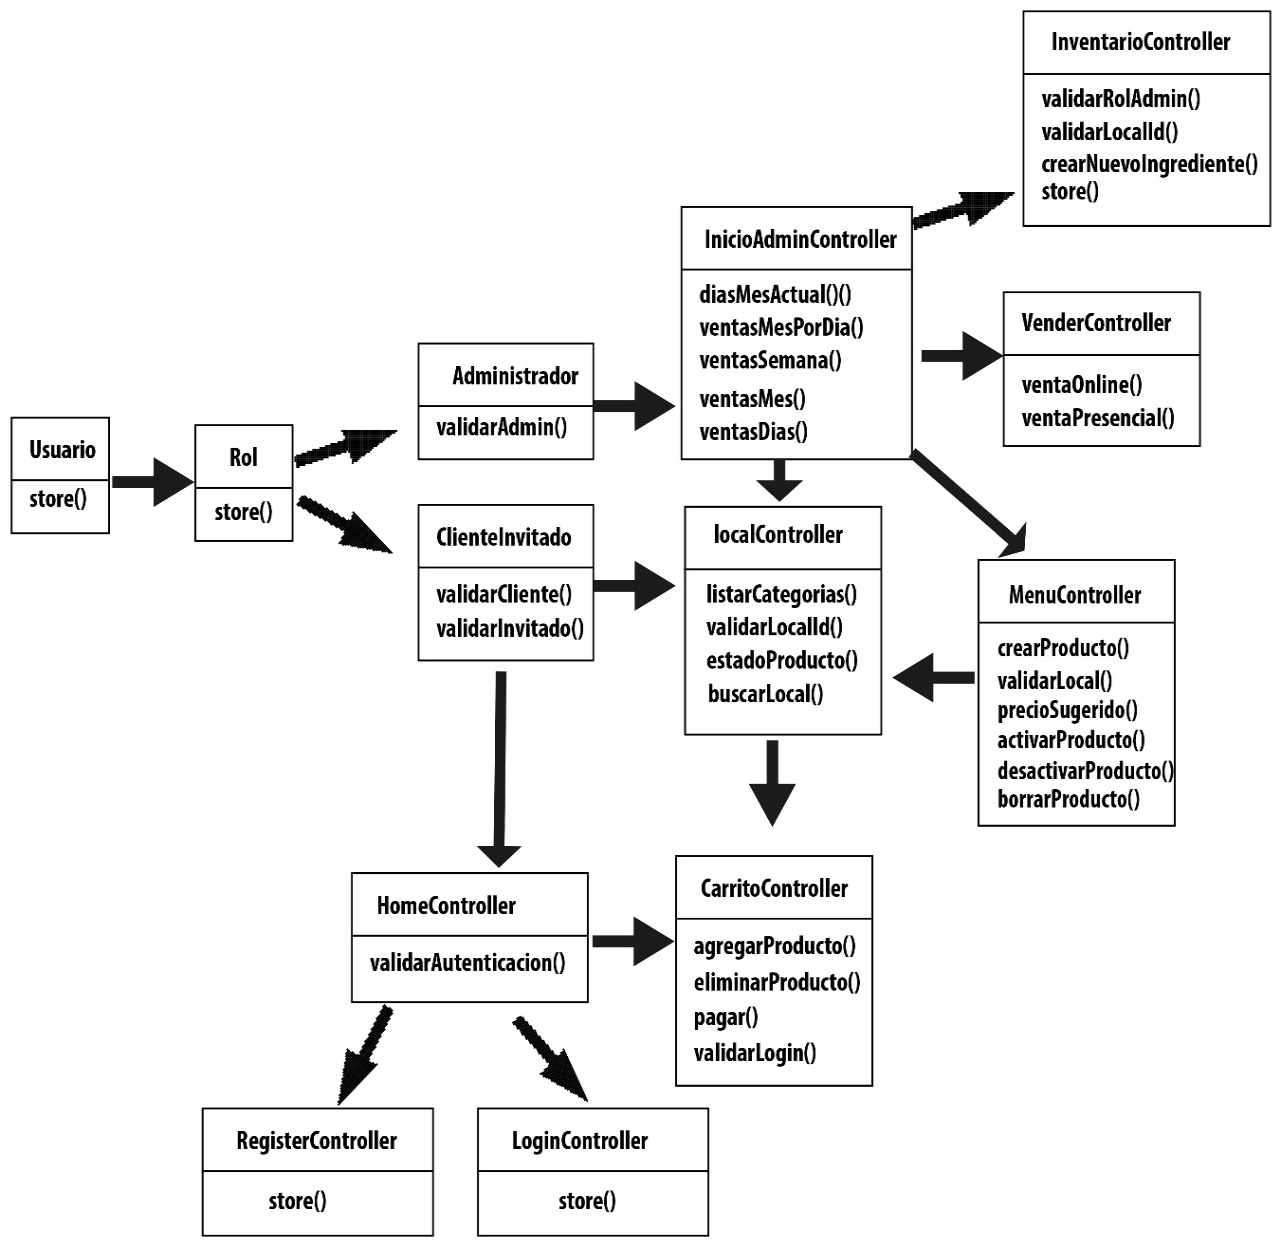 InventarioController
validarRolAdmin()
validarLocalId()
crearNuevoIngrediente()
store()
InicioAdminController
diasMesActual()()
ventasMesPorDia()
ventasSemana()
ventasMes()
ventasDias()
VenderController
ventaOnline()
ventaPresencial()
Administrador
validarAdmin()
Usuario
store()
Rol
store()
ClienteInvitado
validarCliente()
validarInvitado()
localController
listarCategorias()
validarLocalId()
estadoProducto()
buscarLocal()
MenuController
crearProducto()
validarLocal()
precioSugerido()
activarProducto()
desactivarProducto()
borrarProducto()
HomeController
validarAutenticacion()
CarritoController
agregarProducto()
eliminarProducto()
pagar()
validarLogin()
RegisterController
store()
LoginController
store()